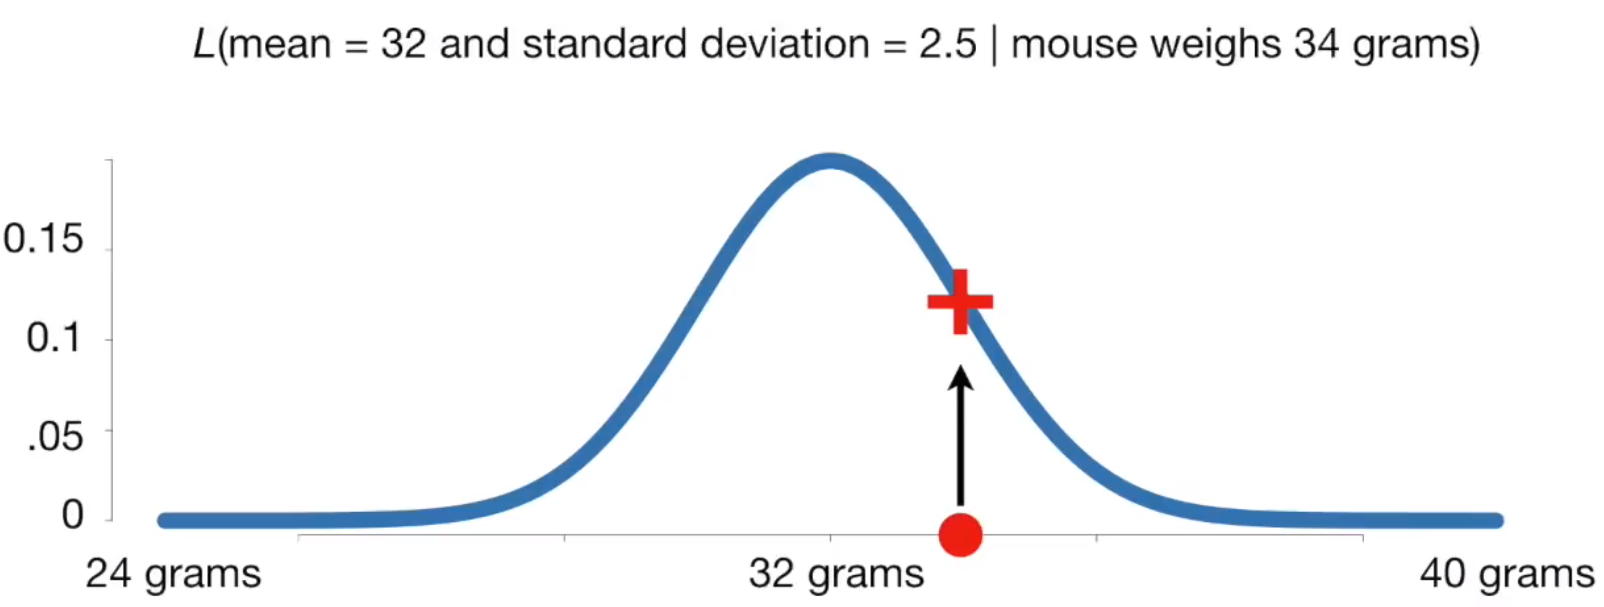 L(mean = 32 and standard deviation = 2.5 | mouse weighs 34 grams)
0.15
0.1
.05
0
24 grams
32 grams
40 grams